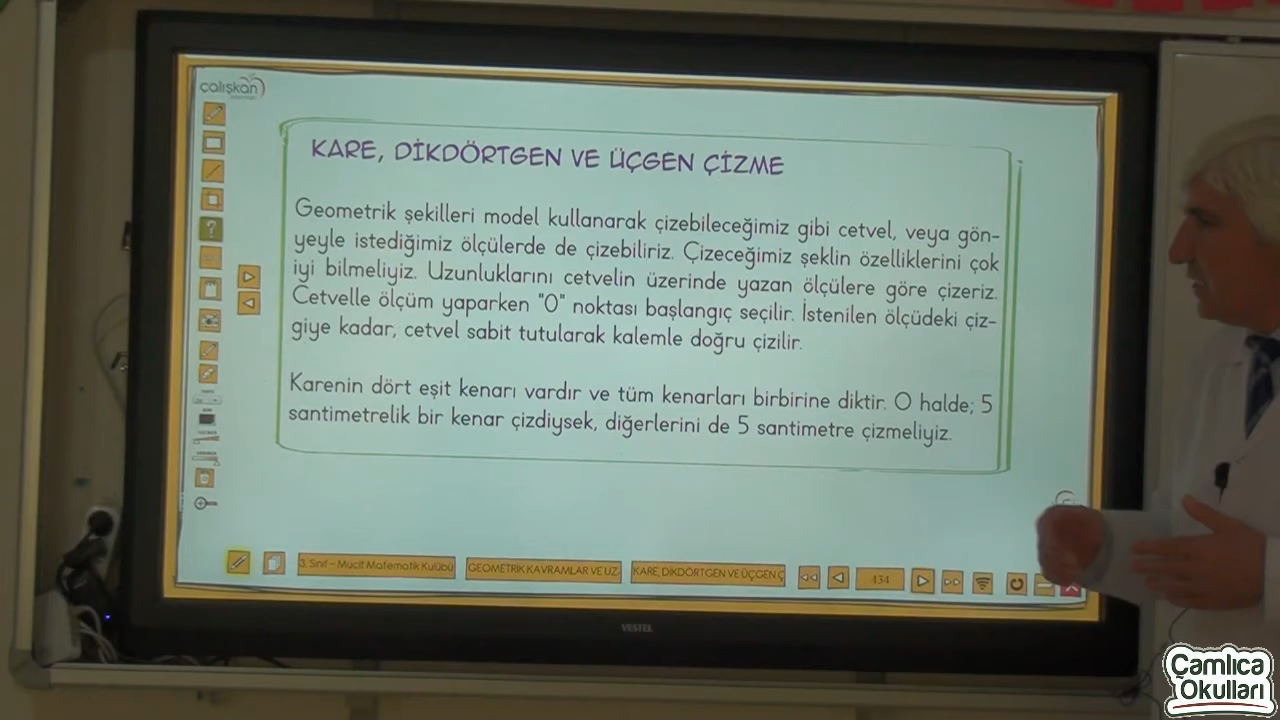 çalışkan
KARE, DİKDÖRTGEN VE ÜÇGEN ÇİZME
Geometrik şekilleri model kullanarak çizebileceğimiz gibi cetvel, veya gön-
yeyle istediğimiz ölçülerde de çizebiliriz. Çizeceğimiz şeklin özelliklerini çok
iyi bilmeliyiz. Uzunluklarını cetvelin üzerinde yazan ölçülere göre çizeriz.
Cetvelle ölçüm yaparken "0" noktası başlangıç seçilir. İstenilen ölçüdeki çiz-
giye kadar, cetvel sabit tutularak kalemle doğru çizilir.
Karenin dört eşit kenarı vardır ve tüm kenarları birbirine diktir. O halde; 5
santimetrelik bir kenar çizdiysek, diğerlerini de 5 santimetre çizmeliyiz.
3. Sınıf - Mucit Matematik Kulübü
GEOMETRİK KAVRAMLAR VE UZ
KARE, DİKDÖRTGEN VE ÜÇGEN Ç
434
VESTEL
Çamlıca
Okulları